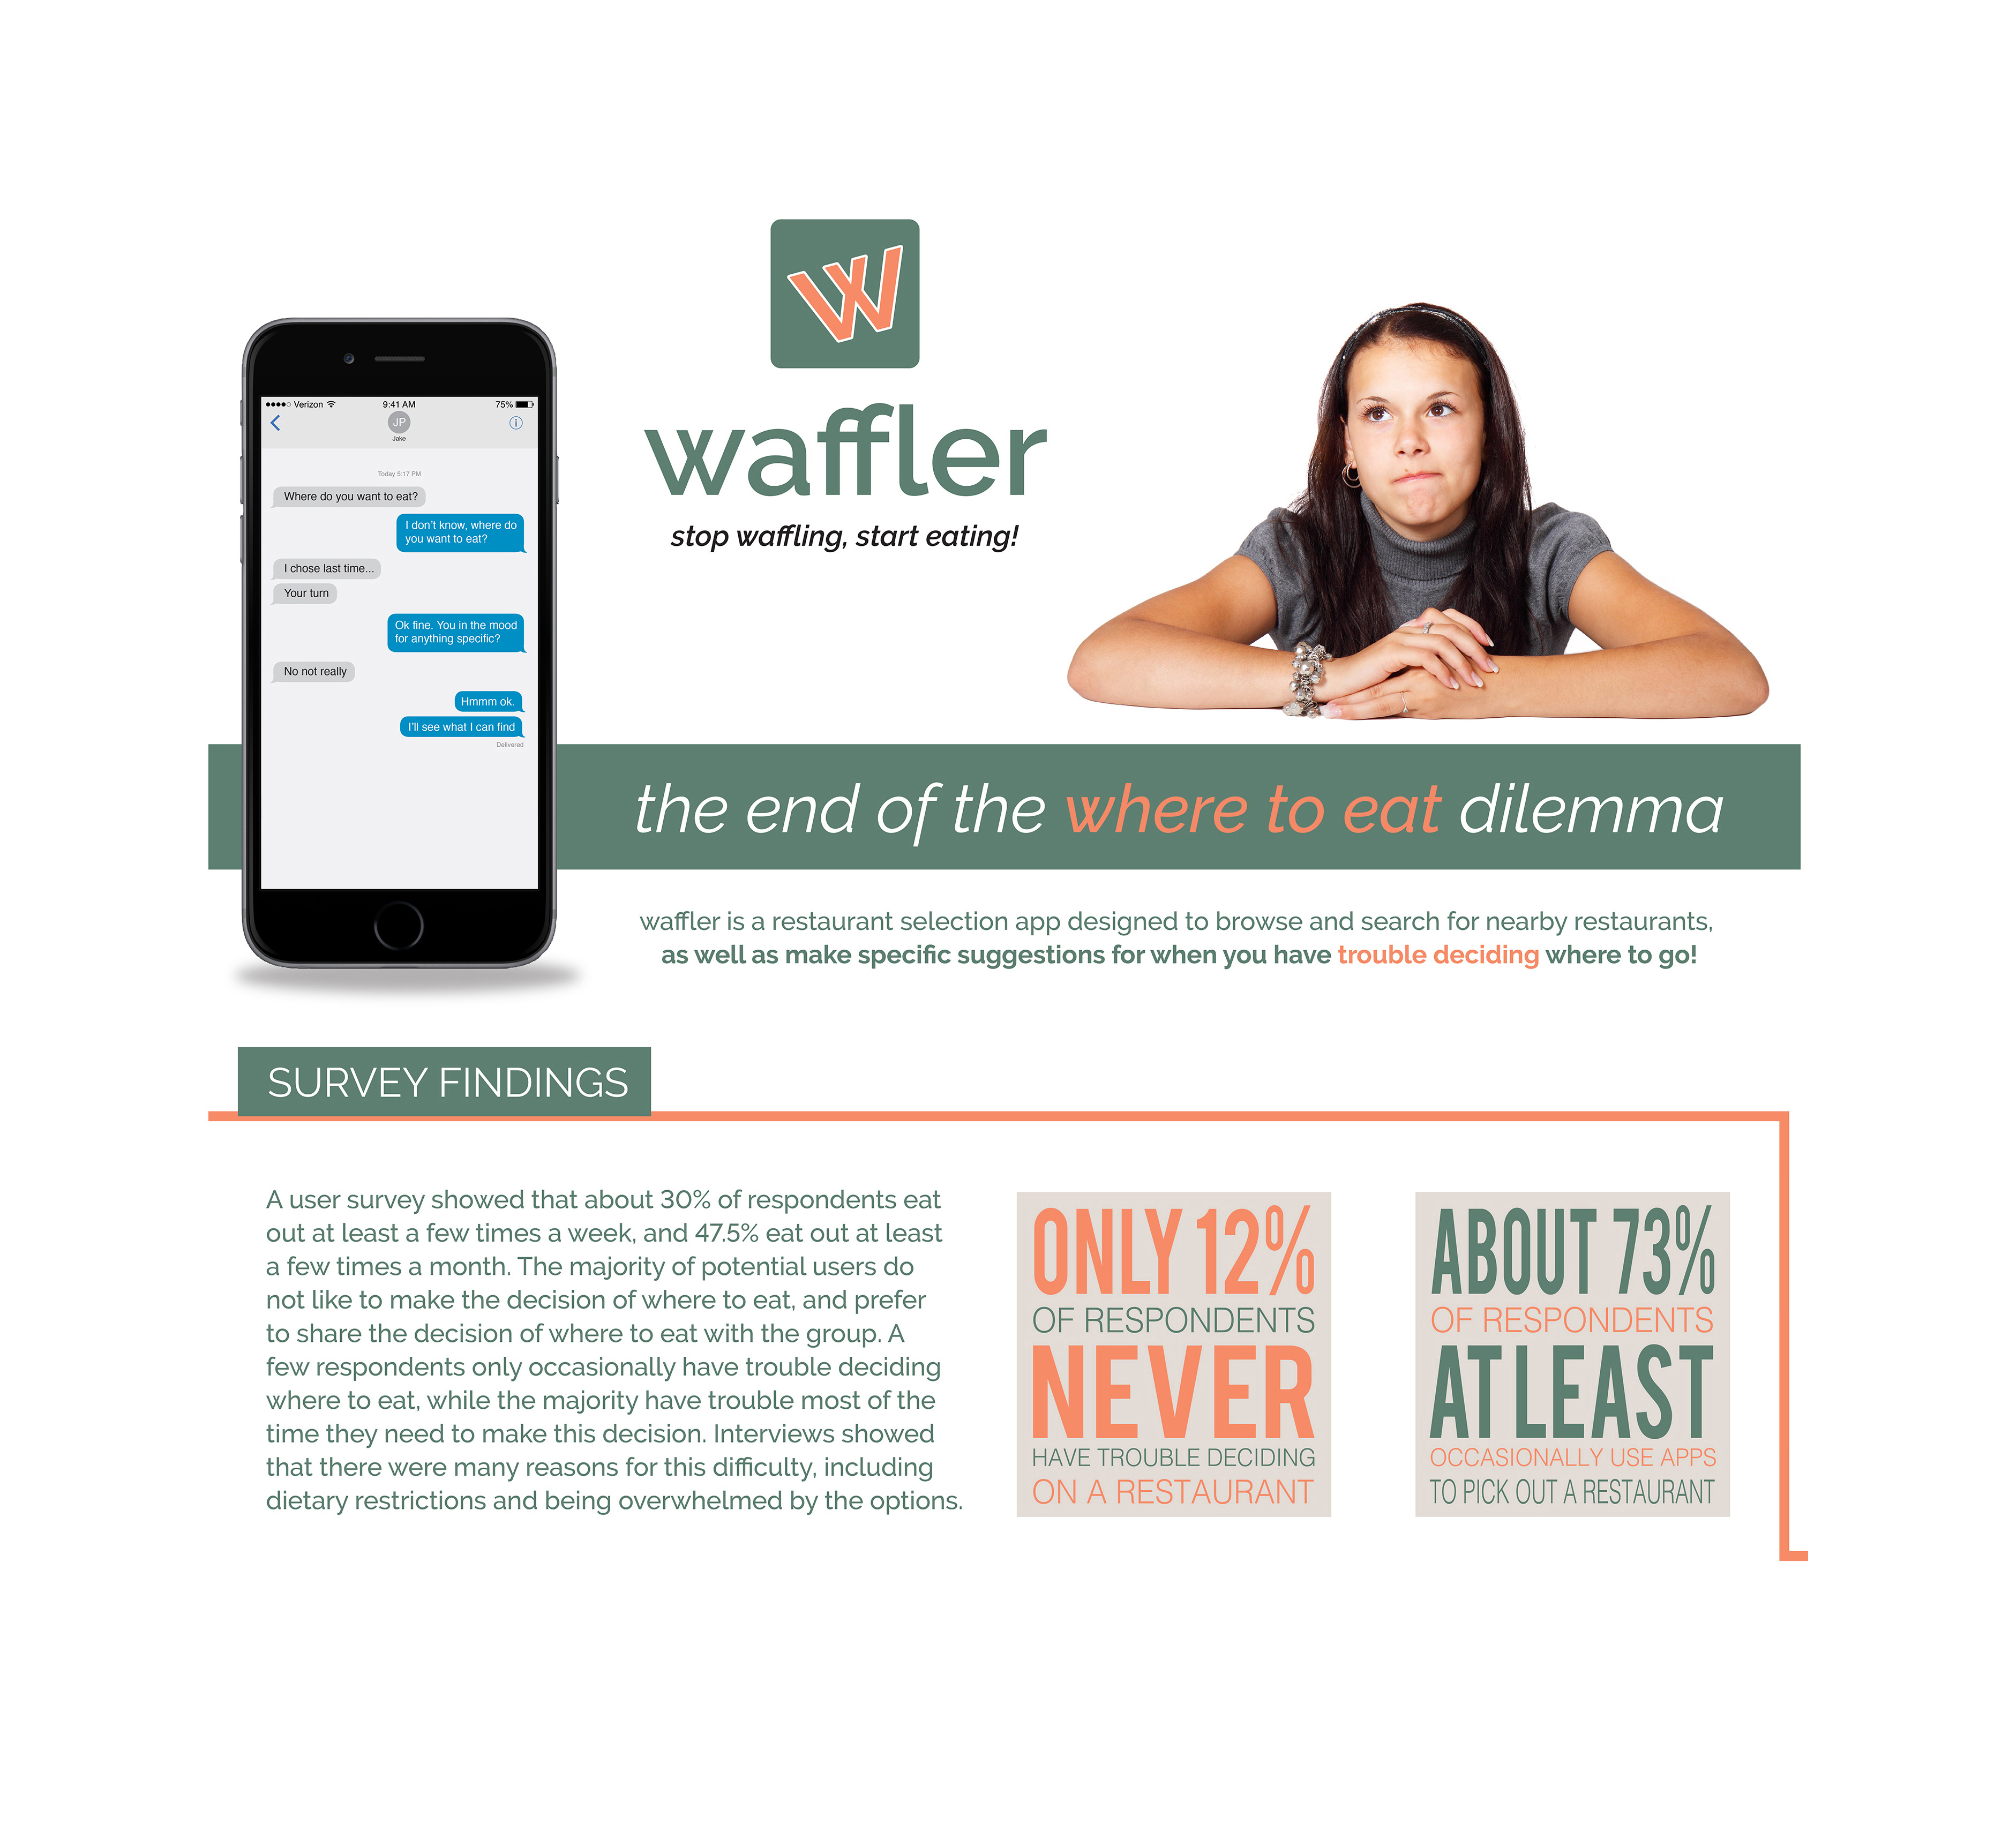 W
waffler
stop waffling, start eating!
Verizon 9:41 AM 75%
JP
Jake
Today 5:17 PM
Where do you want to eat?
I don't know, where do
you want to eat?
I chose last time...
Your turn
Ok fine. You in the mood
for anything specific?
No not really
Hmmm ok.
I'll see what I can find
Delivered
the end of the where to eat dilemma
waffler is a restaurant selection app designed to browse and search for nearby restaurants,
as well as make specific suggestions for when you have trouble deciding where to go!
SURVEY FINDINGS
A user survey showed that about 30% of respondents eat
out at least a few times a week, and 47.5% eat out at least
a few times a month. The majority of potential users do
not like to make the decision of where to eat, and prefer
to share the decision of where to eat with the group. A
few respondents only occasionally have trouble deciding
where to eat, while the majority have trouble most of the
time they need to make this decision. Interviews showed
that there were many reasons for this difficulty, including
dietary restrictions and being overwhelmed by the options.
ONLY 12%
OF RESPONDENTS
NEVER
HAVE TROUBLE DECIDING
ON A RESTAURANT
ABOUT 73%
OF RESPONDENTS
AT LEAST
OCCASIONALLY USE APPS
TO PICK OUT A RESTAURANT